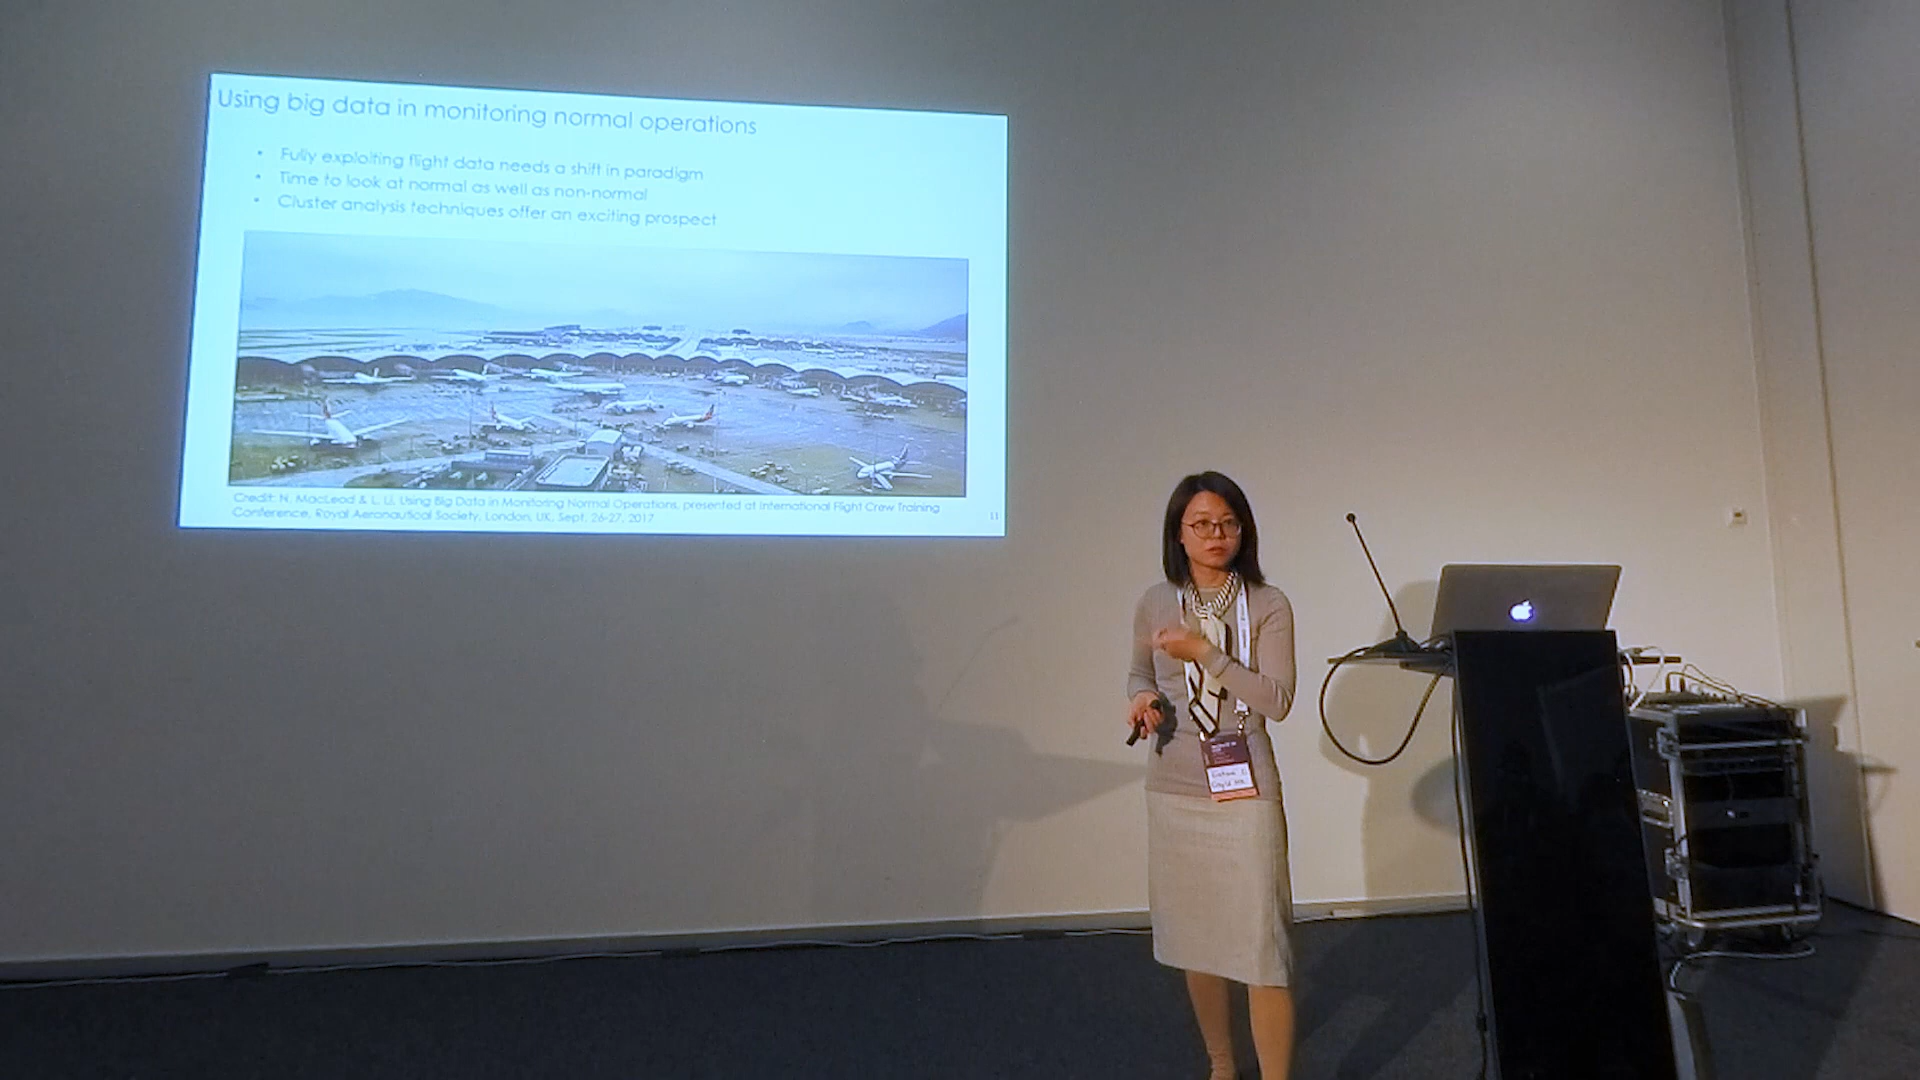 Using big data in monitoring normal operations
• Fully exploiting flight data needs a shift in paradigm
• Time to look at normal as well as non-normal
• Cluster analysis techniques offer an exciting prospect
Credit: N. MacLeod & L. Li, Using Big Data in Monitoring Normal Operations, presented at International Flight Crew Training
Conference, Royal Aeronautical Society, London, UK, Sept. 26-27, 2017
11